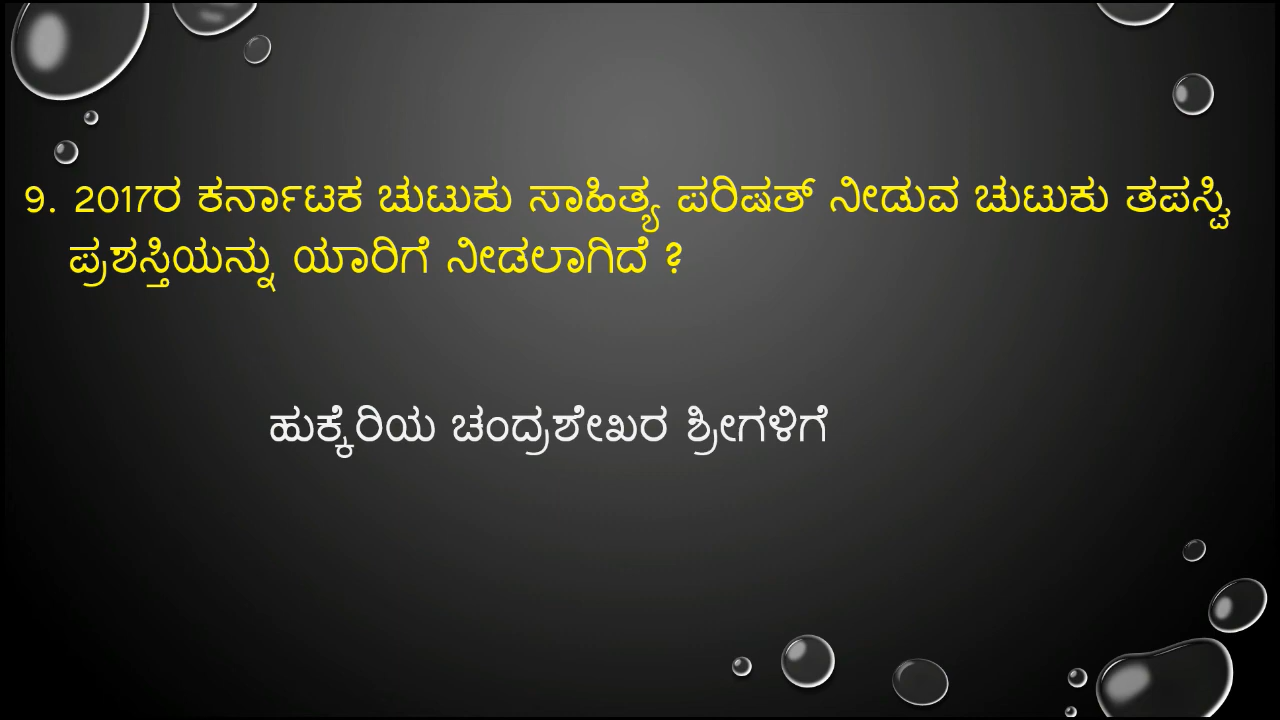 9. 2017ರ ಕರ್ನಾಟಕ ಚುಟುಕು ಸಾಹಿತ್ಯ ಪರಿಷತ್ ನೀಡುವ ಚುಟುಕು ತಪಸ್ವಿ
ಪ್ರಶಸ್ತಿಯನ್ನು ಯಾರಿಗೆ ನೀಡಲಾಗಿದೆ ?
ಹುಕ್ಕೆರಿಯ ಚಂದ್ರಶೇಖರ ಶ್ರೀಗಳಿಗೆ